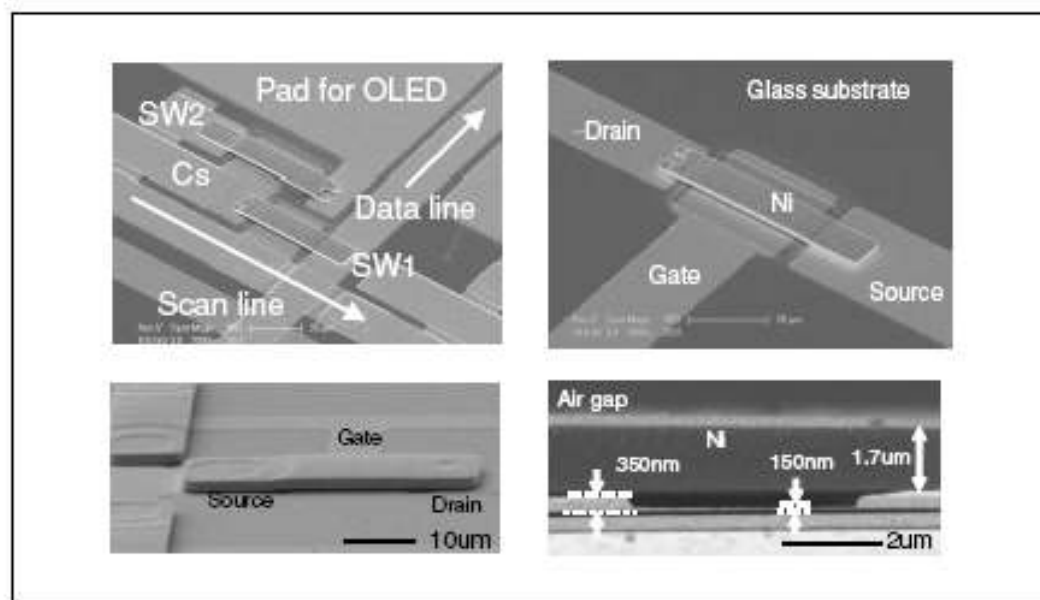 Pad for OLED
SW2
Cs
Data line
SW1
Scan line
Glass substrate
Drain
Ni
Gate
Source
Gate
Source
Drain
10um
Air gap
Ni
350nm
150nm
1.7um
2um